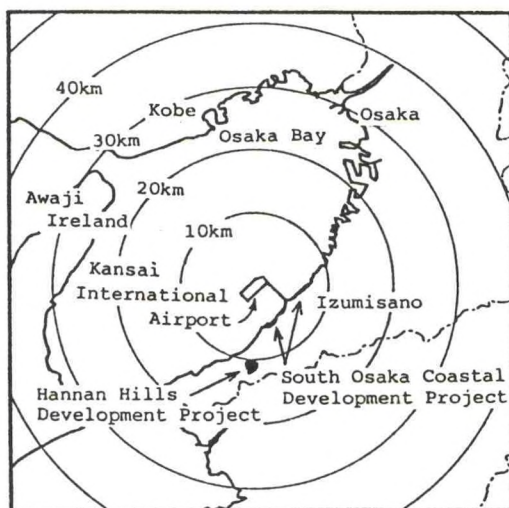 40km
Kobe
Osaka
Osaka Bay
30km
Awaji
Ireland
20km
10km
Kansai
International
Airport
Izumisano
South Osaka Coastal
Development Project
Hannan Hills
Development Project